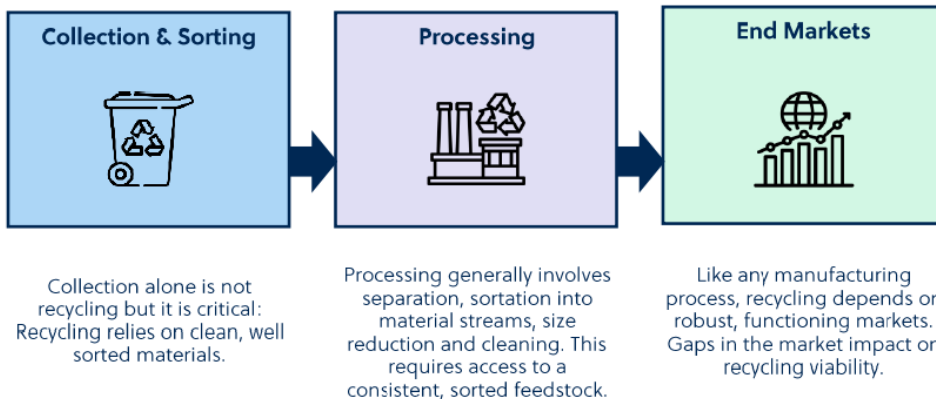 Collection & Sorting
Processing
End Markets
Collection alone is not
recycling but it is critical:
Recycling relies on clean, well
sorted materials.
Processing generally involves
separation, sortation into
material streams, size
reduction and cleaning. This
requires access to a
consistent, sorted feedstock.
Like any manufacturing
process, recycling depends on
robust, functioning markets.
Gaps in the market impact on
recycling viability.